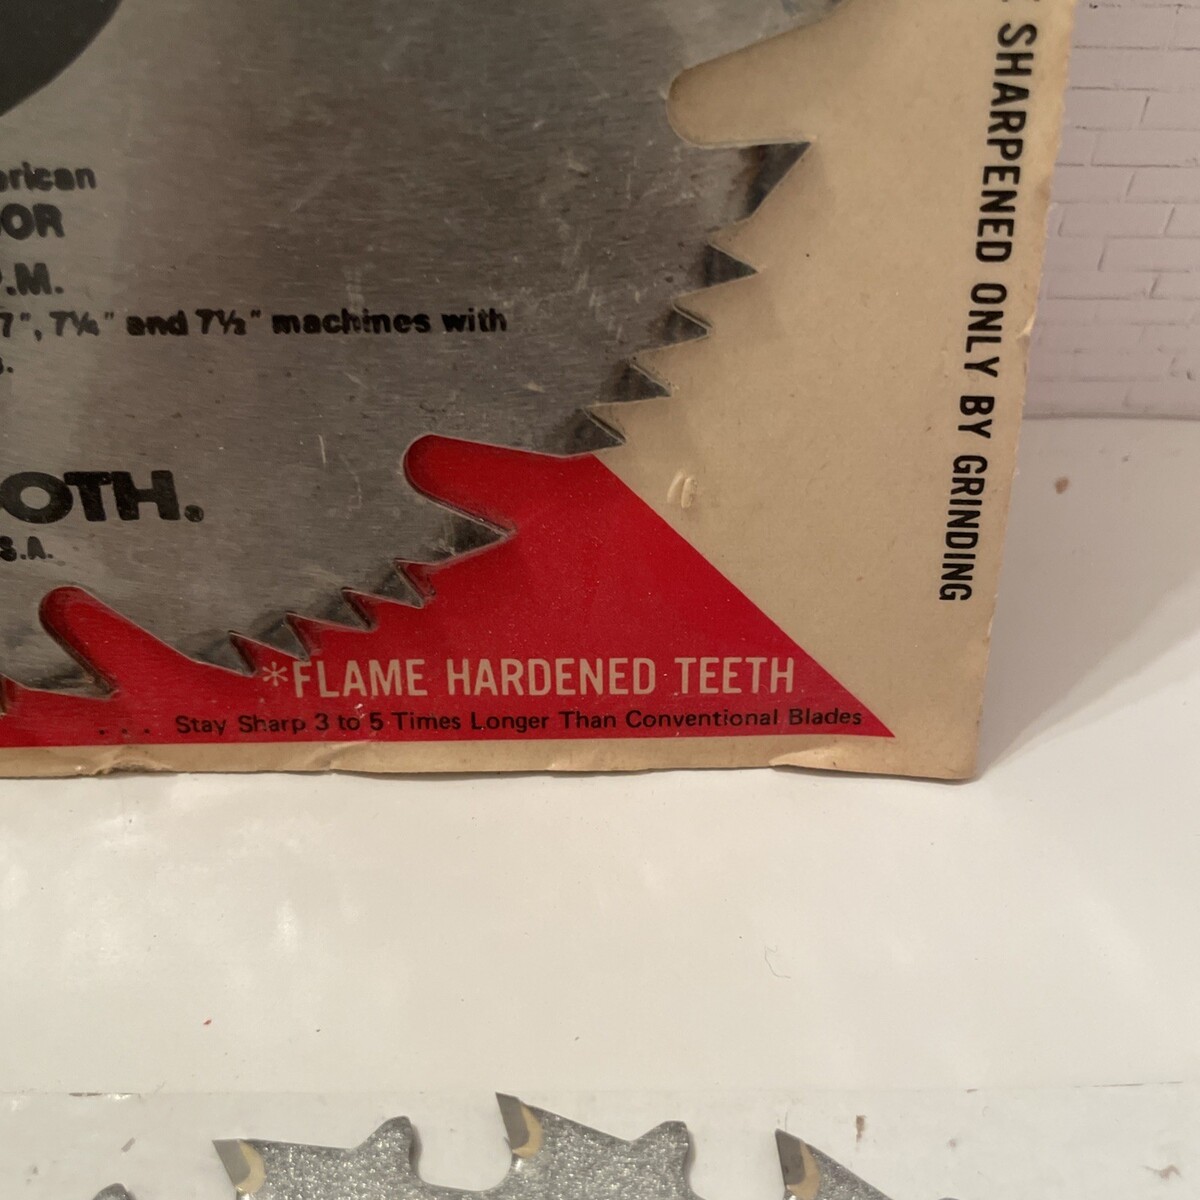 SHARPENED ONLY BY GRINDING
OR
.M.
7", 7¼" and 7½" machines with
OTH.
S.A.
*FLAME HARDENED TEETH
... Stay Sharp 3 to 5 Times Longer Than Conventional Blades